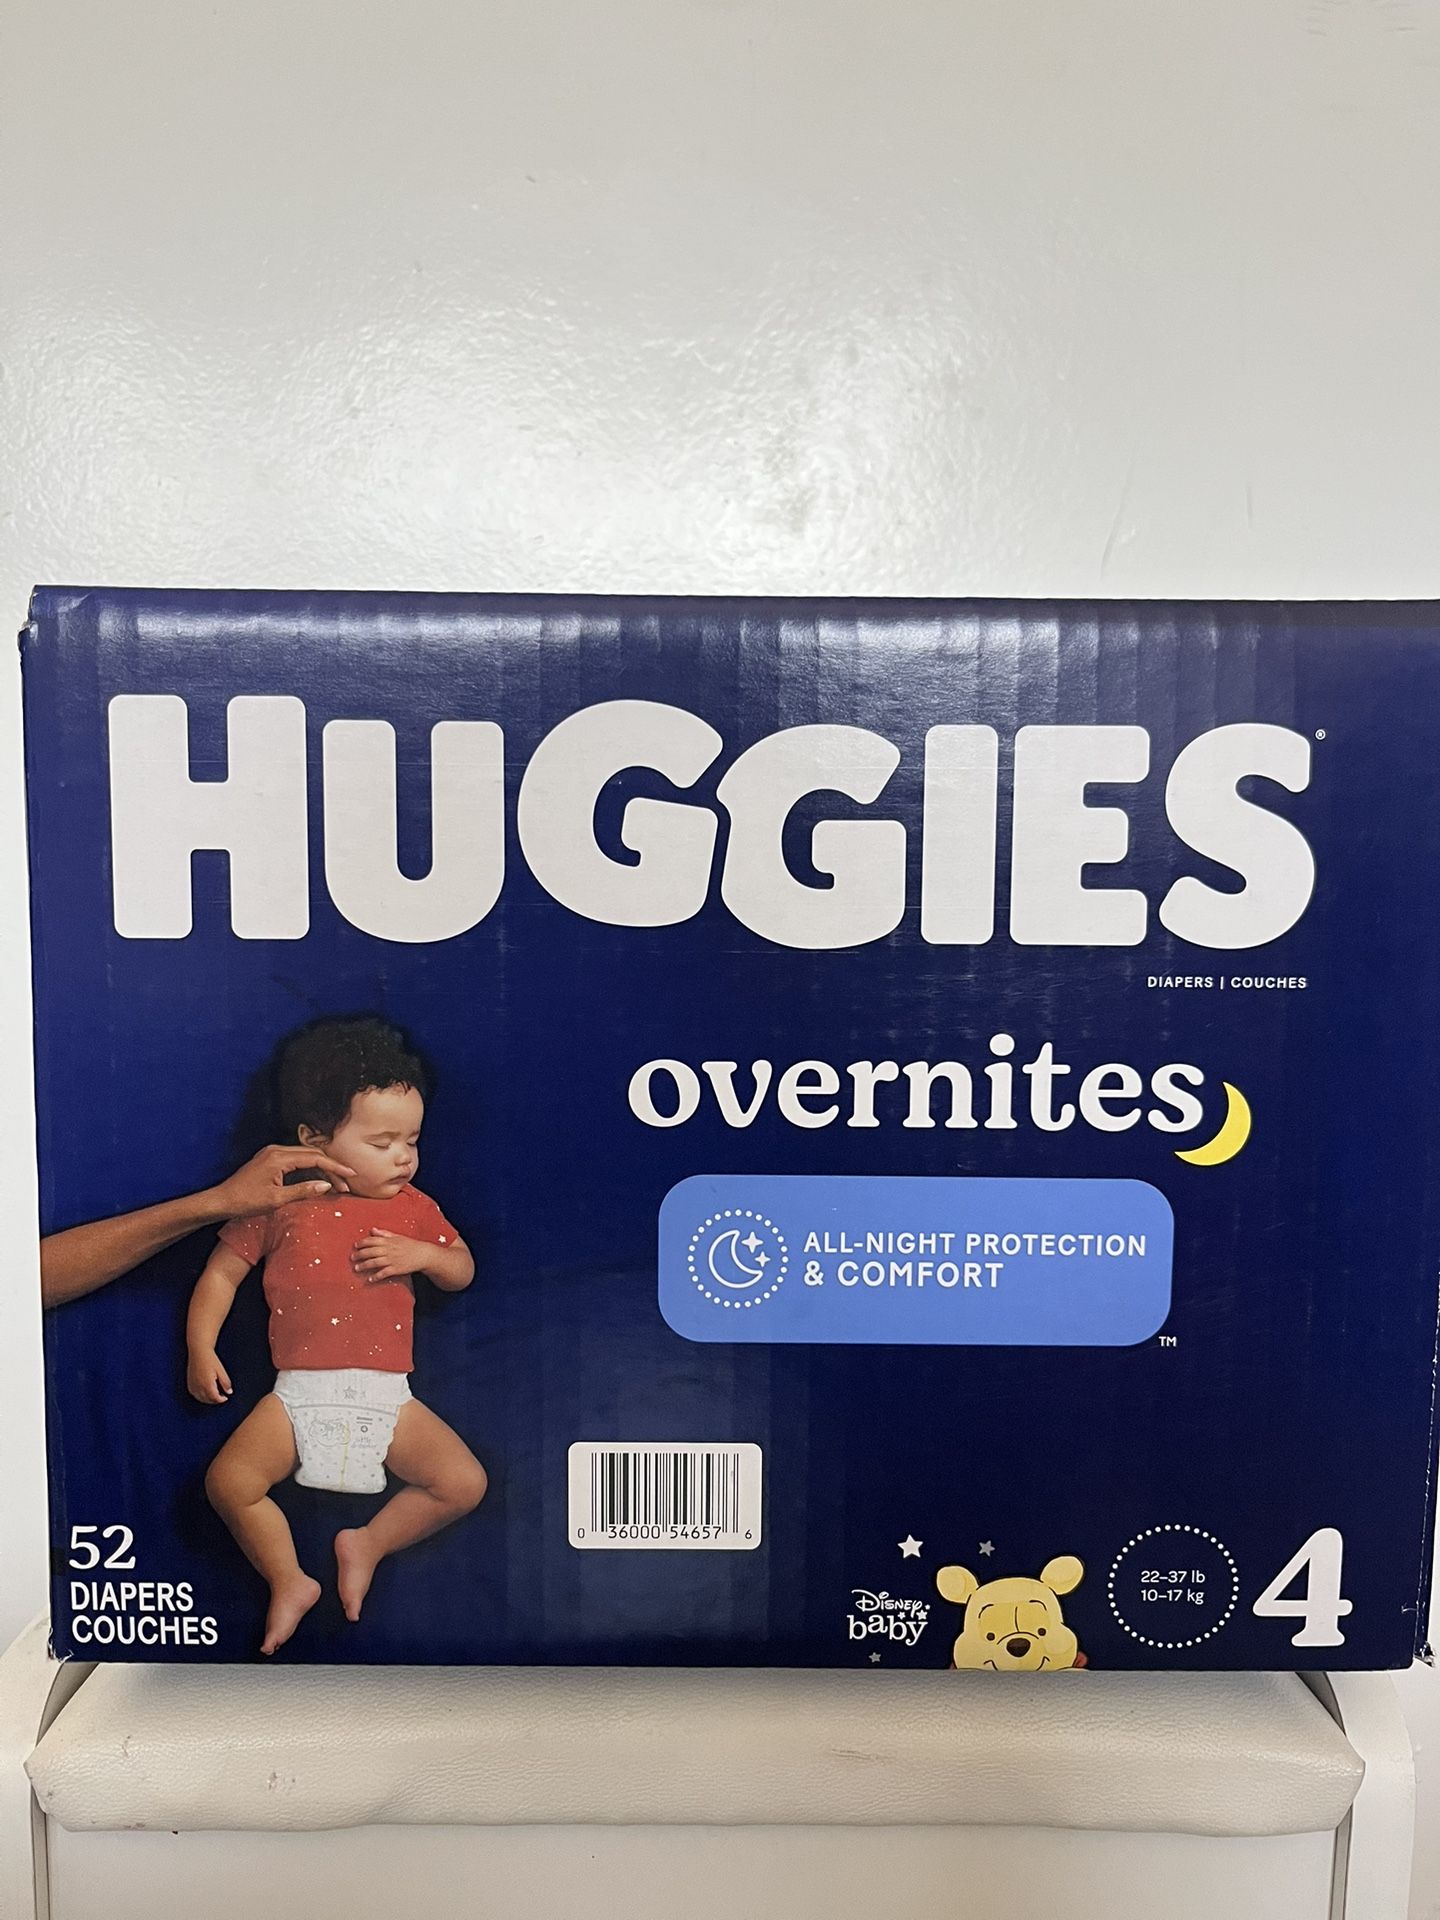 HUGGIES®
DIAPERS | COUCHES
overnites
ALL-NIGHT PROTECTION
& COMFORT
™
0 36000 54657 6
52
DIAPERS
COUCHES
Disney
baby
22-37 lb
10-17 kg
4